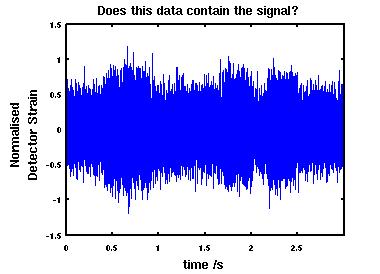 Does this data contain the signal?
1.5
1
0.5
0
-0.5
-1
-1.5
Normalised
Detector Strain
0 0.5 1 1.5 2 2.5
time /s